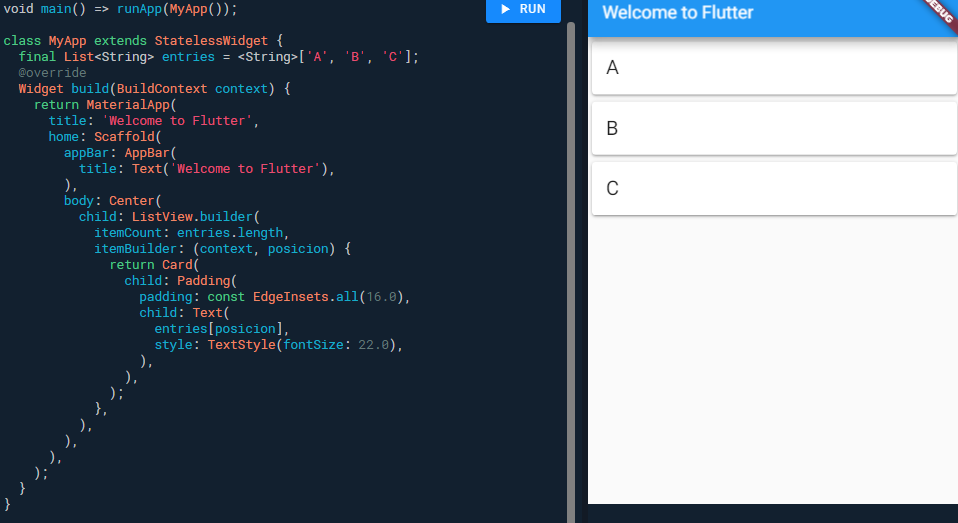 void main() => runApp(MyApp());
RUN
class MyApp extends StatelessWidget {
  final List<String> entries = <String>['A', 'B', 'C'];
  @override
  Widget build(BuildContext context) {
    return MaterialApp(
      title: 'Welcome to Flutter',
      home: Scaffold(
        appBar: AppBar(
          title: Text('Welcome to Flutter'),
        ),
        body: Center(
          child: ListView.builder(
            itemCount: entries.length,
            itemBuilder: (context, posicion) {
              return Card(
                child: Padding(
                  padding: const EdgeInsets.all(16.0),
                  child: Text(
                    entries[posicion],
                    style: TextStyle(fontSize: 22.0),
                  ),
                ),
              );
            },
          ),
        ),
      ),
    );
  }
}
Welcome to Flutter
DEBUG
A
B
C